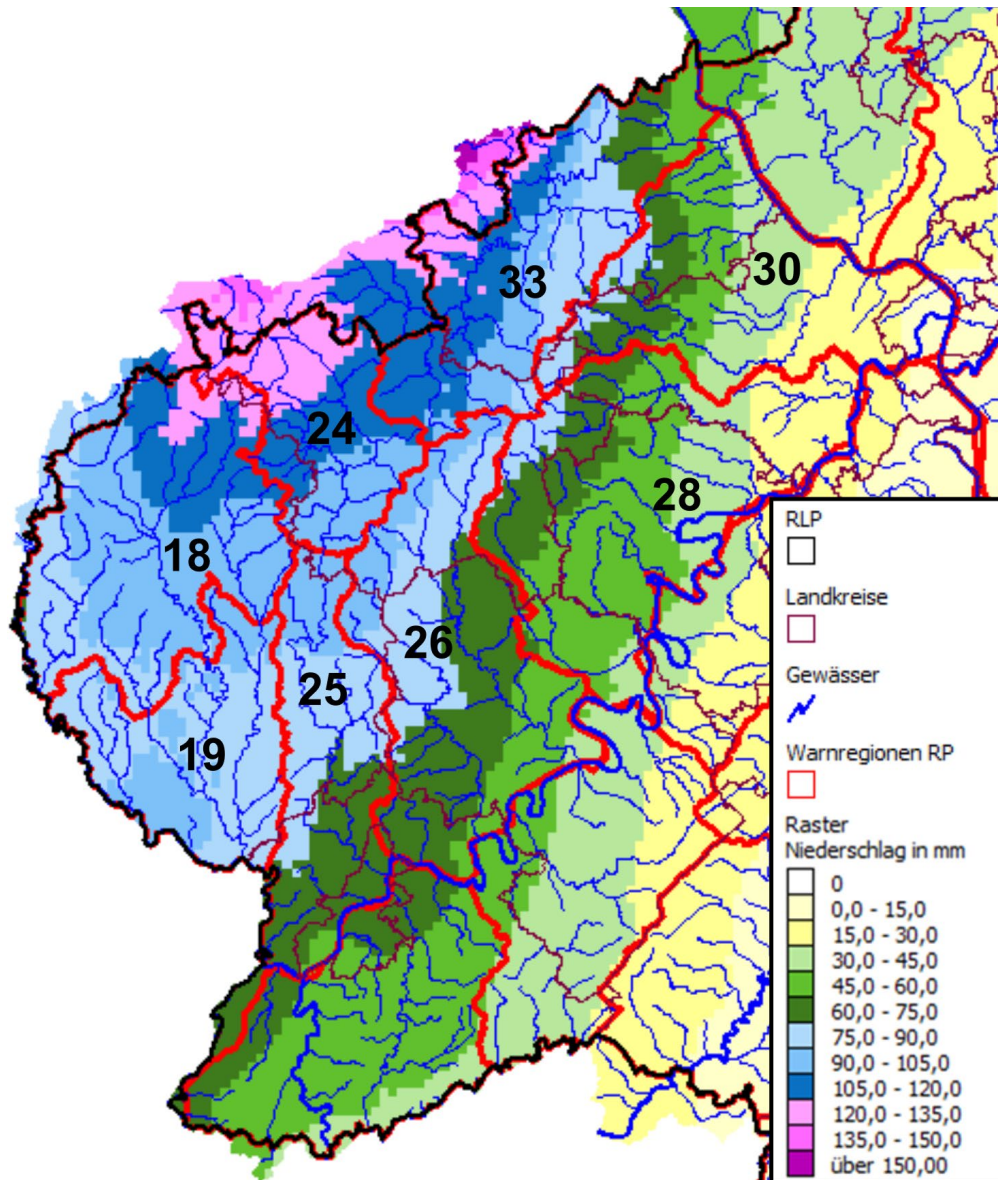 33
30
24
28
18
26
25
19
RLP
Landkreise
Gewässer
Warnregionen RP
Raster
Niederschlag in mm
0
0,0 - 15,0
15,0 - 30,0
30,0 - 45,0
45,0 - 60,0
60,0 - 75,0
75,0 - 90,0
90,0 - 105,0
105,0 - 120,0
120,0 - 135,0
135,0 - 150,0
über 150,00